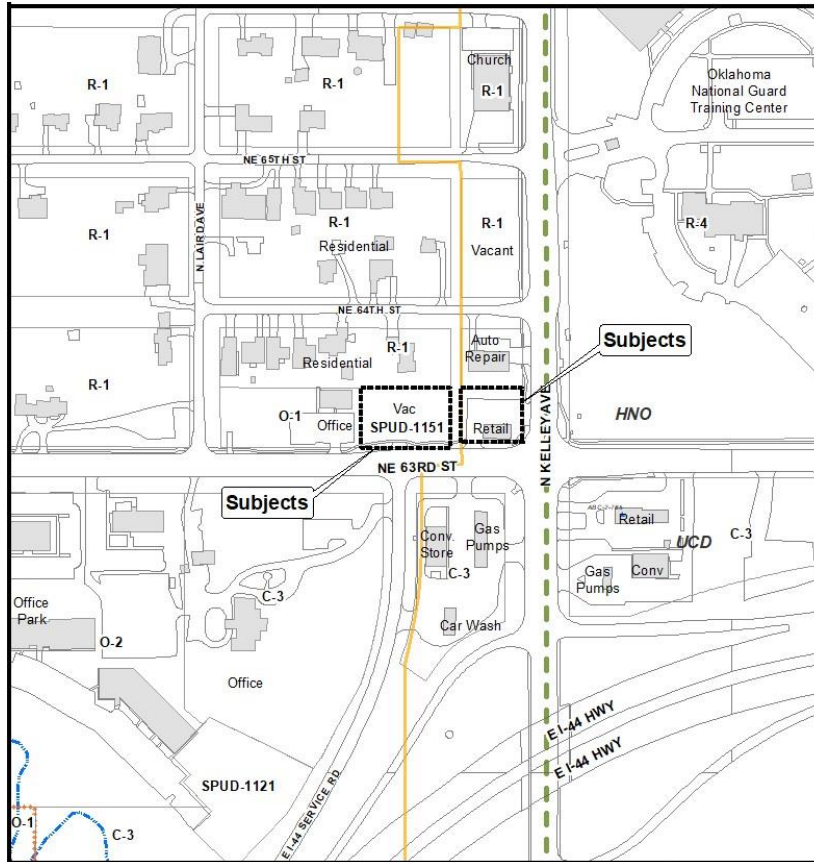 Church
R-1
R-1
R-1
Oklahoma
National Guard
Training Center
NE 65TH ST
N LAIRD AVE
R-1
R-1
R-1
Vacant
R-4
Residential
NE 64TH ST
Auto
Repair
R-1
Residential
Subjects
R-1
Vac
SPUD-1151
O-1
Office
Retail
HNO
N KELLEY AVE
NE 63RD ST
Subjects
Conv.
Store
Gas
Pumps
C-3
Retail
UCD
C-3
Gas
Pumps
Conv
Office
Park
C-3
Car Wash
O-2
Office
E I-44 HWY
E I-44 HWY
SPUD-1121
E I-44 SERVICE RD
O-1
C-3